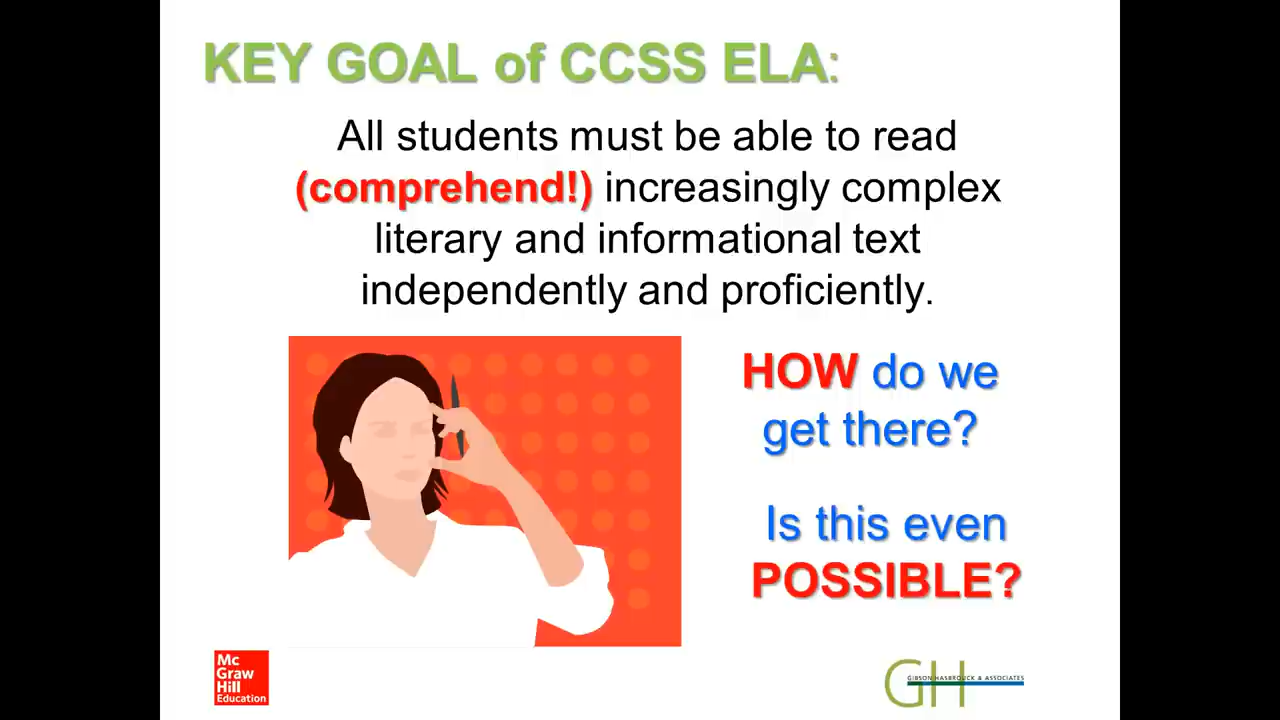 KEY GOAL of CCSS ELA:
All students must be able to read
(comprehend!) increasingly complex
literary and informational text
independently and proficiently.
HOW do we
get there?
Is this even
POSSIBLE?
Mc
Graw
Hill
Education
GH
GIBSON HASBROUCK & ASSOCIATES